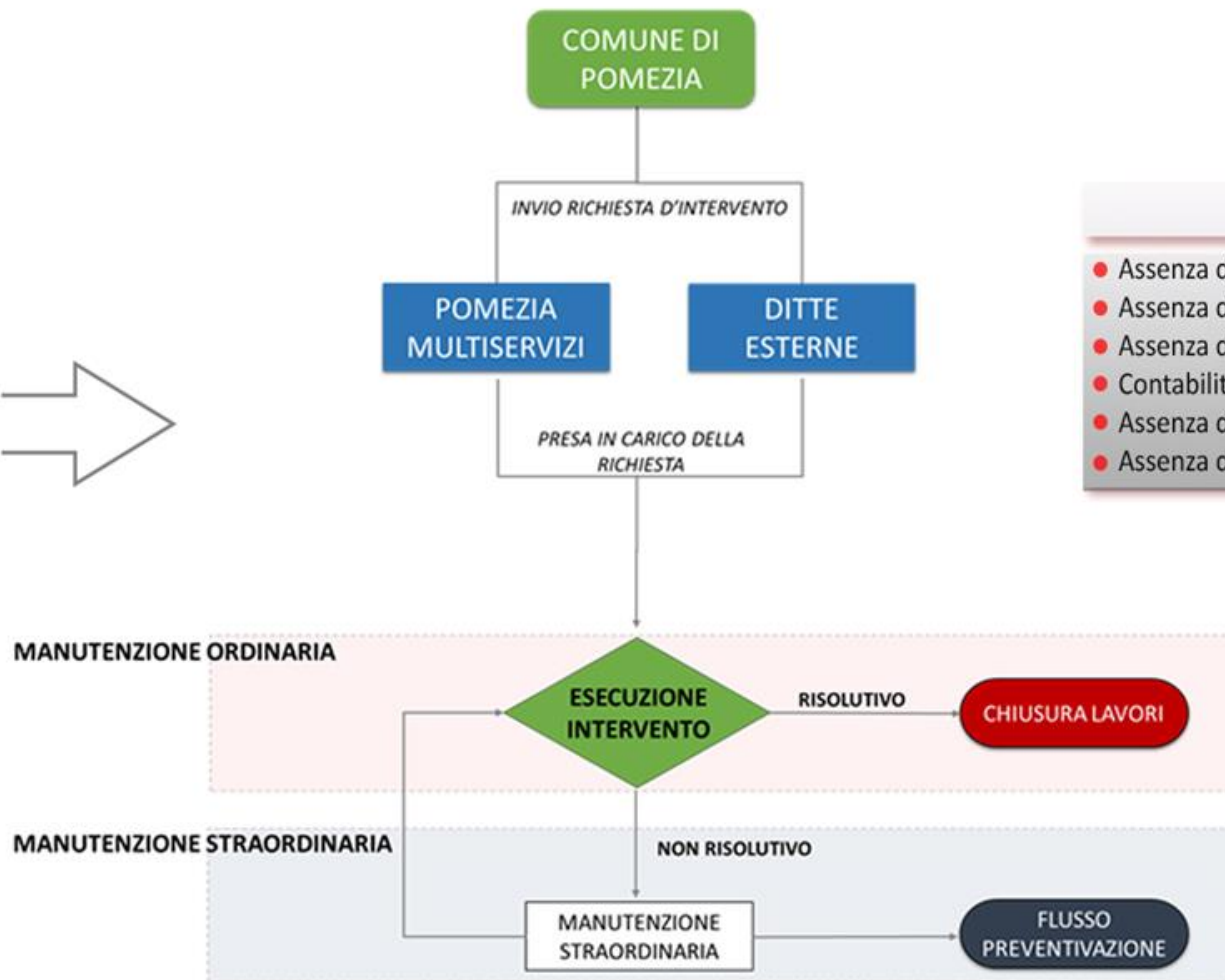 COMUNE DI
POMEZIA
INVIO RICHIESTA D'INTERVENTO
POMEZIA
MULTISERVIZI
DITTE
ESTERNE
PRESA IN CARICO DELLA
RICHIESTA
Assenza
Assenza
Assenza
Assenza
Assenza
MANUTENZIONE ORDINARIA
ESECUZIONE
INTERVENTO
RISOLUTIVO
CHIUSURA LAVORI
MANUTENZIONE STRAORDINARIA
NON RISOLUTIVO
MANUTENZIONE
STRAORDINARIA
FLUSSO
PREVENTIVAZIONE